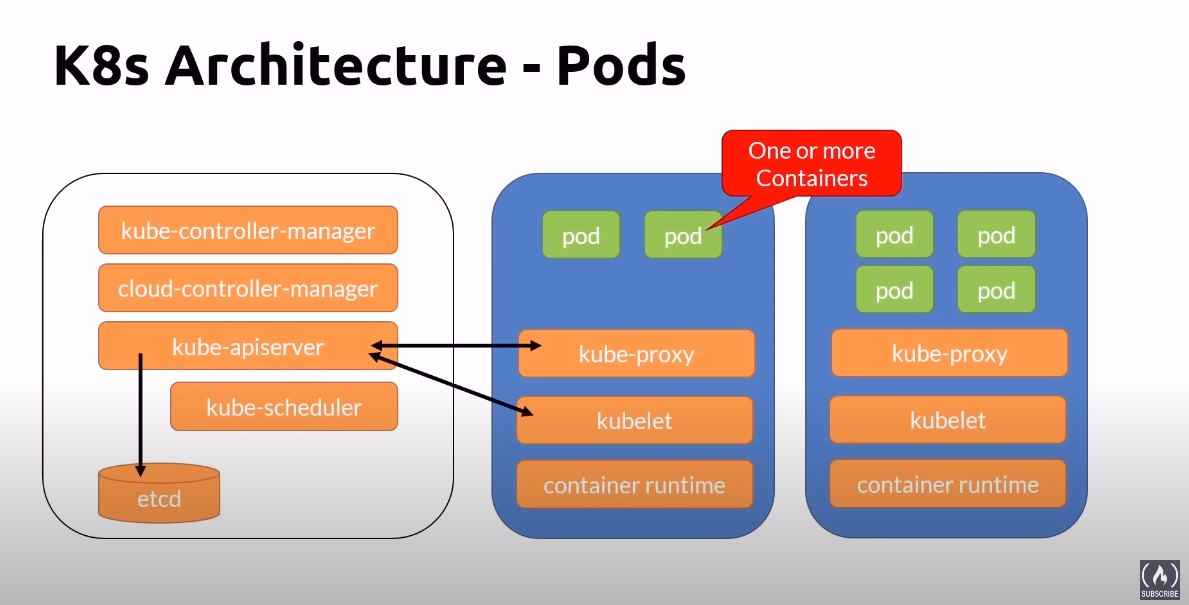 K8s Architecture - Pods
One or more
Containers
kube-controller-manager
cloud-controller-manager
kube-apiserver
kube-scheduler
etcd
pod
pod
kube-proxy
kubelet
container runtime
pod
pod
pod
pod
kube-proxy
kubelet
container runtime
SUBSCRIBE